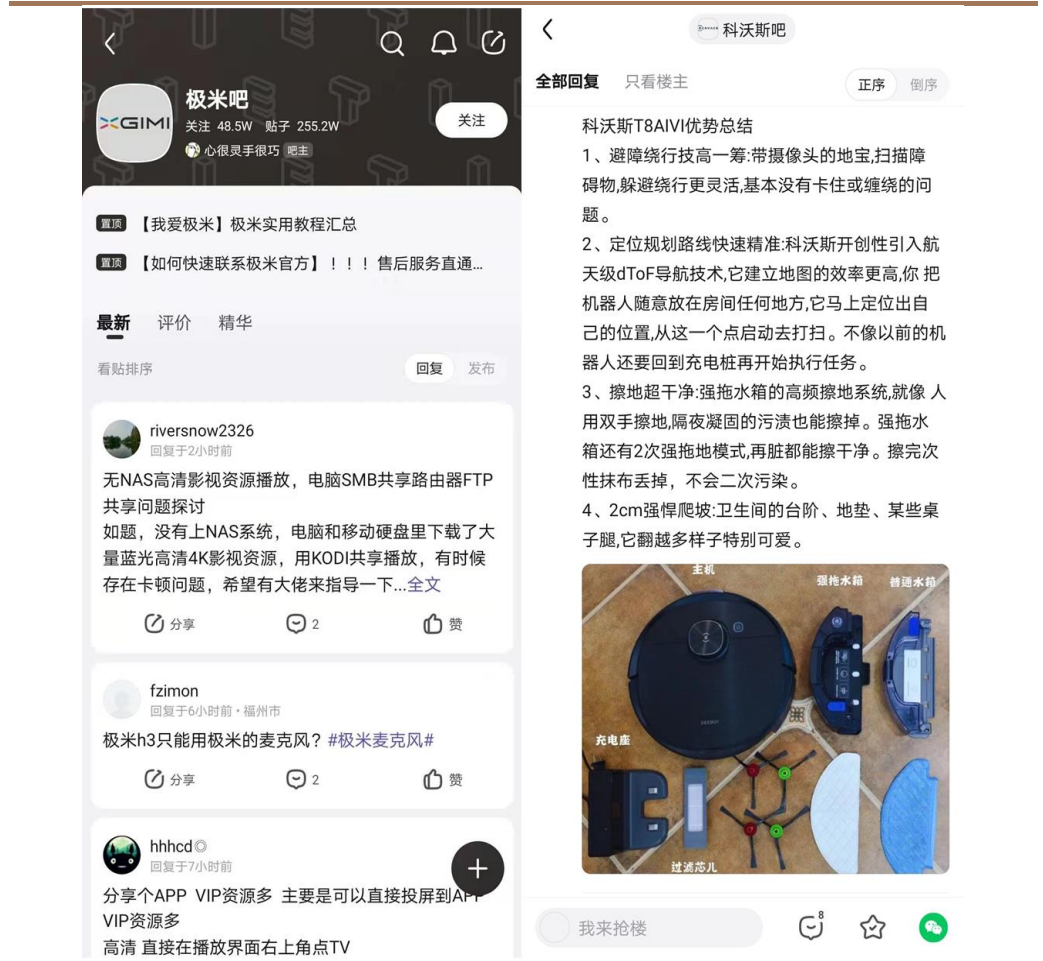 极米吧
XGIMI
关注 48.5W 贴子 255.2W
关注
心很灵手很巧 吧主
置顶 【我爱极米】极米实用教程汇总
置顶 【如何快速联系极米官方】！！！售后服务直通...
最新 评价 精华
看贴排序 回复 发布
riversnow2326
回复于2小时前
无NAS高清影视资源播放，电脑SMB共享路由器FTP
共享问题探讨
如题，没有上NAS系统，电脑和移动硬盘里下载了大
量蓝光高清4K影视资源，用KODI共享播放，有时候
存在卡顿问题，希望有大佬来指导一下...全文
分享 2 赞
fzimon
回复于6小时前·福州市
极米h3只能用极米的麦克风？#极米麦克风#
分享 2 赞
hhhcd
回复于7小时前
分享个APP VIP资源多 主要是可以直接投屏到APP
VIP资源多
高清 直接在播放界面右上角点TV
科沃斯吧
全部回复 只看楼主 正序 倒序
科沃斯T8AIVI优势总结
1、避障绕行技高一筹:带摄像头的地宝,扫描障
碍物,躲避绕行更灵活,基本没有卡住或缠绕的问
题。
2、定位规划路线快速精准:科沃斯开创性引入航
天级dToF导航技术,它建立地图的效率更高,你 把
机器人随意放在房间任何地方,它马上定位出自
己的位置,从这一个点启动去打扫。不像以前的机
器人还要回到充电桩再开始执行任务。
3、擦地超干净:强拖水箱的高频擦地系统,就像 人
用双手擦地,隔夜凝固的污渍也能擦掉。强拖水
箱还有2次强拖地模式,再脏都能擦干净。擦完次
性抹布丢掉，不会二次污染。
4、2cm强悍爬坡:卫生间的台阶、地垫、某些桌
子腿,它翻越多样子特别可爱。
主机
强拖水箱 普通水箱
充电座
过滤芯儿
我来抢楼 8